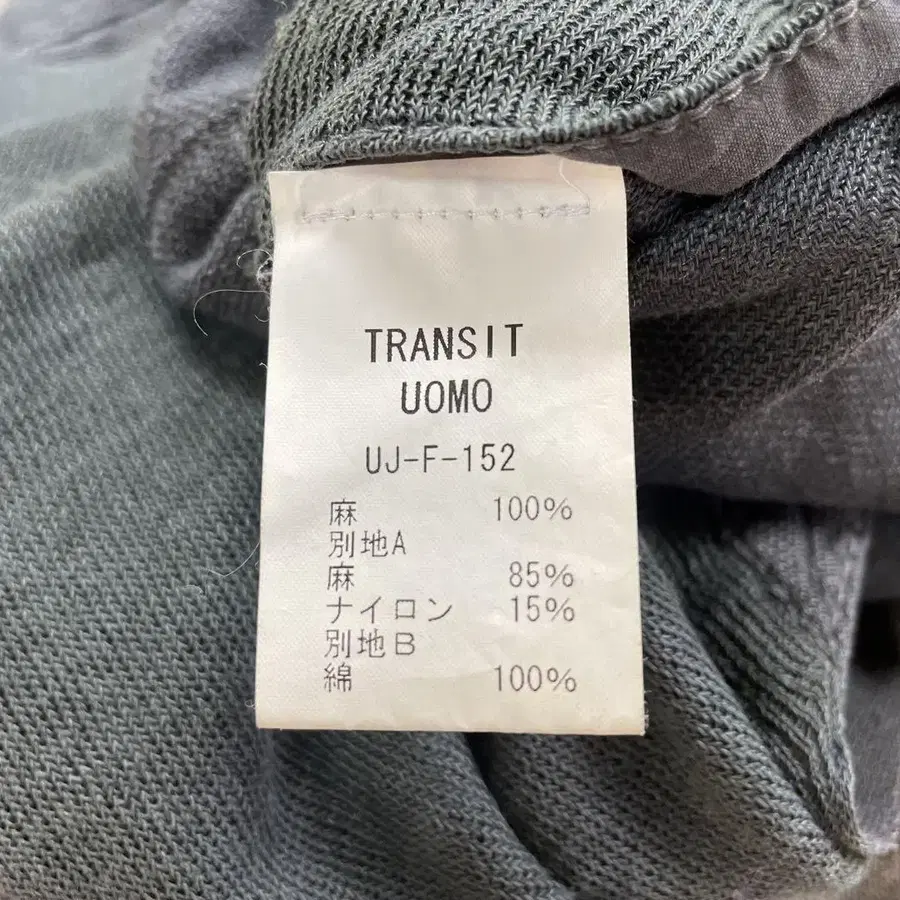 TRANSIT
UOMO
UJ-F-152
麻 100%
別地A
麻 85%
ナイロン 15%
別地B
綿 100%